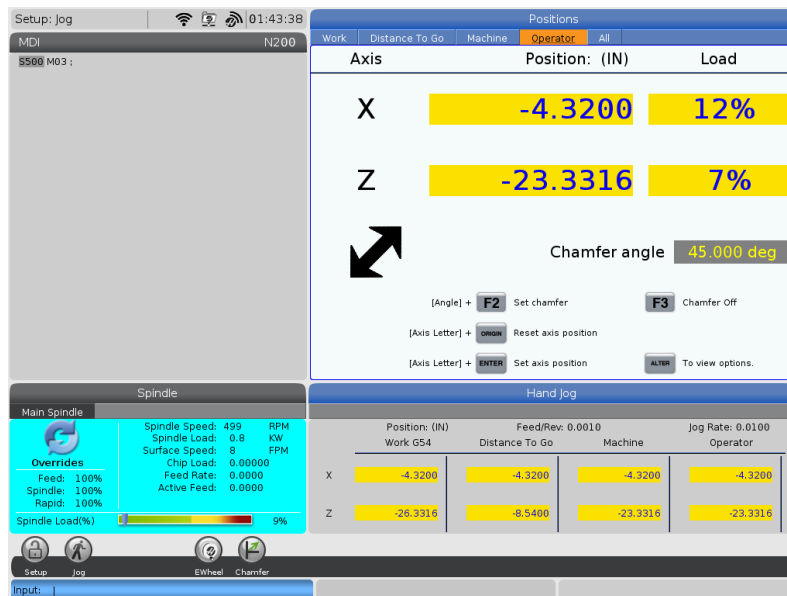 Setup: Jog 01:43:38
MDI N200
S500 M03 ;
Positions
Work Distance To Go Machine Operator All
Axis Position: (IN) Load
X -4.3200 12%
Z -23.3316 7%
Chamfer angle 45.000 deg
[Angle] + F2 Set chamfer F3 Chamfer Off
[Axis Letter] + ORIGIN Reset axis position
[Axis Letter] + ENTER Set axis position ALTER To view options.
Spindle
Main Spindle
Overrides
Feed: 100%
Spindle: 100%
Rapid: 100%
Spindle Speed: 499 RPM
Spindle Load: 0.8 KW
Surface Speed: 8 FPM
Chip Load: 0.00000
Feed Rate: 0.0000
Active Feed: 0.0000
Spindle Load(%) 9%
Hand Jog
Position: (IN) Feed/Rev: 0.0010 Jog Rate: 0.0100
Work G54 Distance To Go Machine Operator
X -4.3200 -4.3200 -4.3200 -4.3200
Z -26.3316 -8.5400 -23.3316 -23.3316
Setup Jog EWheel Chamfer
Input: